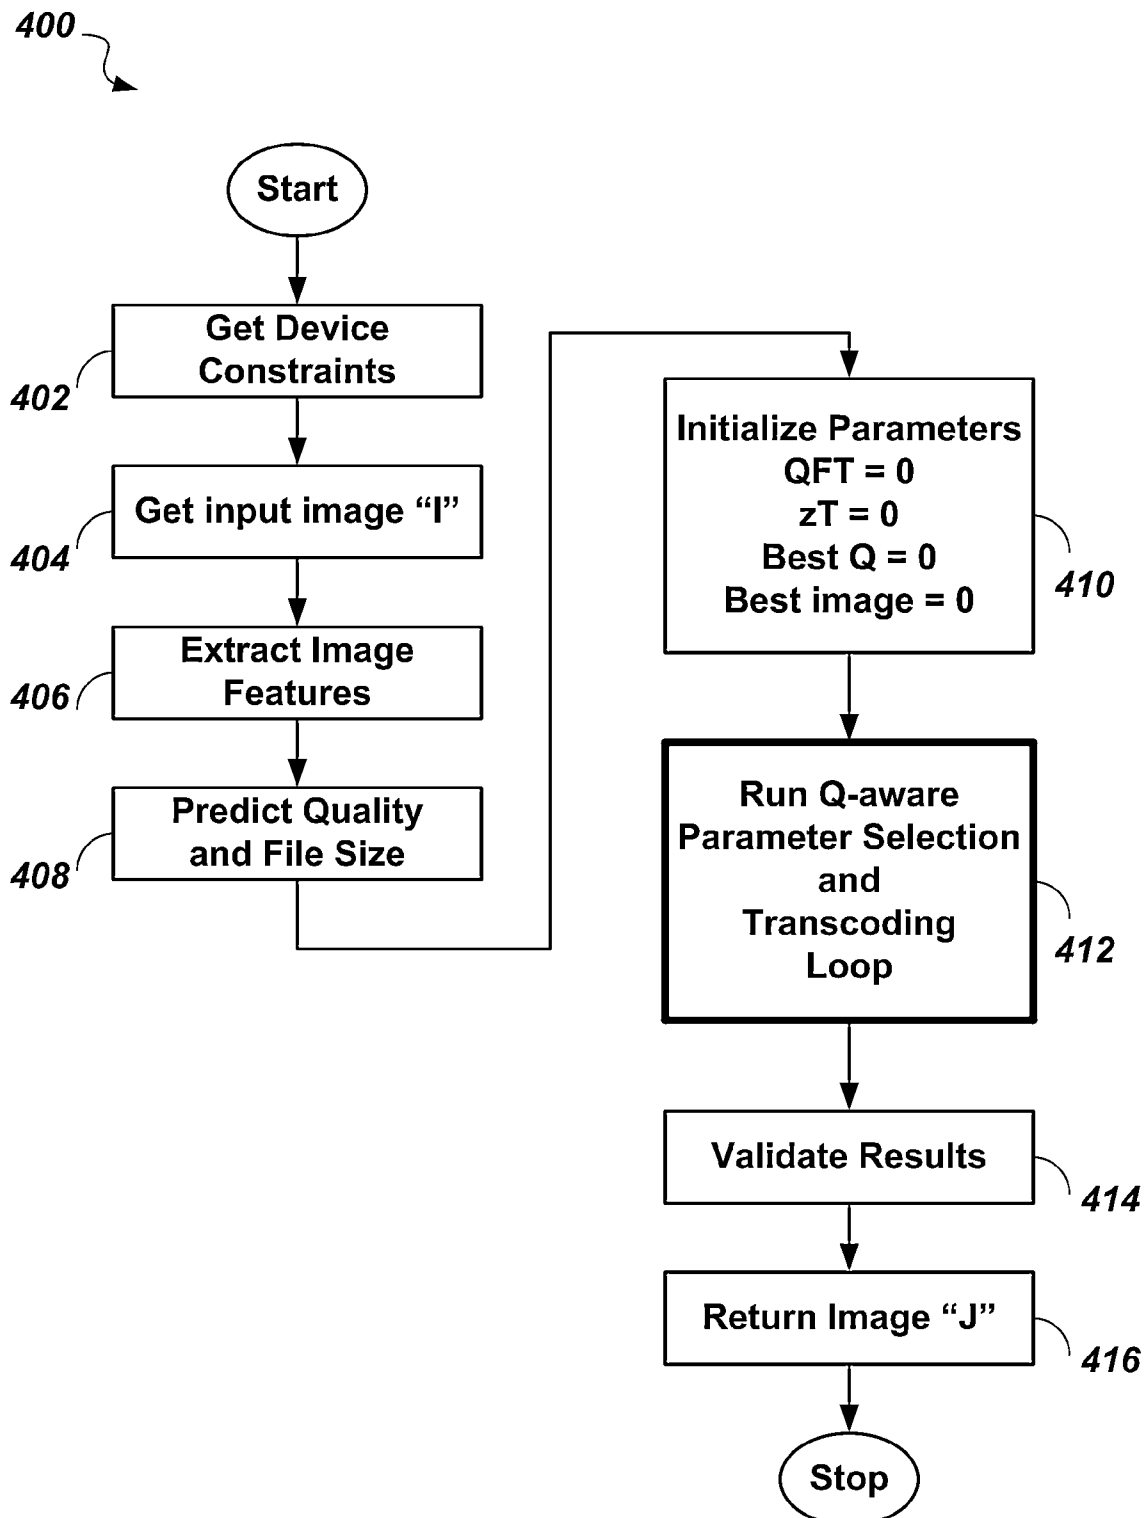 400
Start
Get Device
Constraints
402
Get input image “I”
404
Extract Image
Features
406
Predict Quality
and File Size
408
Initialize Parameters
QFT = 0
zT = 0
Best Q = 0
Best image = 0
410
Run Q-aware
Parameter Selection
and
Transcoding
Loop
412
Validate Results
414
Return Image “J”
416
Stop